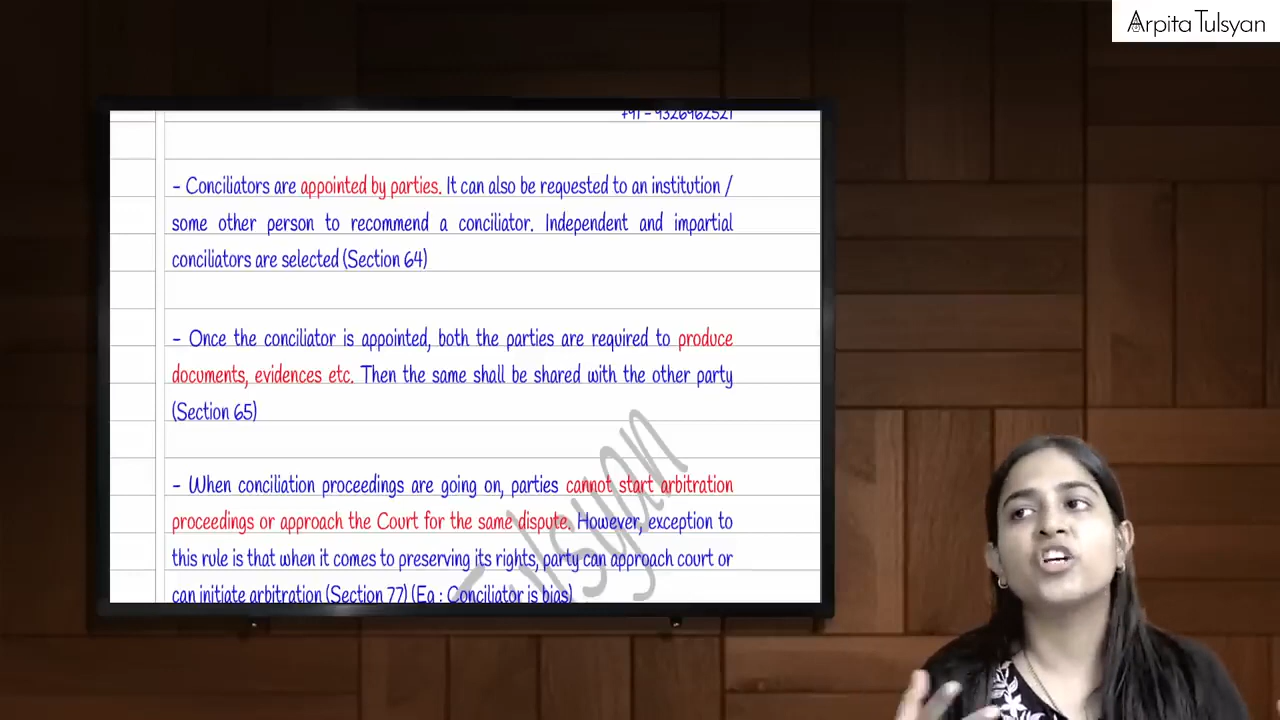 Arpita Tulsyan
+91 - 9326962521
- Conciliators are appointed by parties. It can also be requested to an institution /
some other person to recommend a conciliator. Independent and impartial
conciliators are selected (Section 64)
- Once the conciliator is appointed, both the parties are required to produce
documents, evidences etc. Then the same shall be shared with the other party
(Section 65)
- When conciliation proceedings are going on, parties cannot start arbitration
proceedings or approach the Court for the same dispute. However, exception to
this rule is that when it comes to preserving its rights, party can approach court or
can initiate arbitration (Section 77) (Eg : Conciliator is bias)
Tulsyan